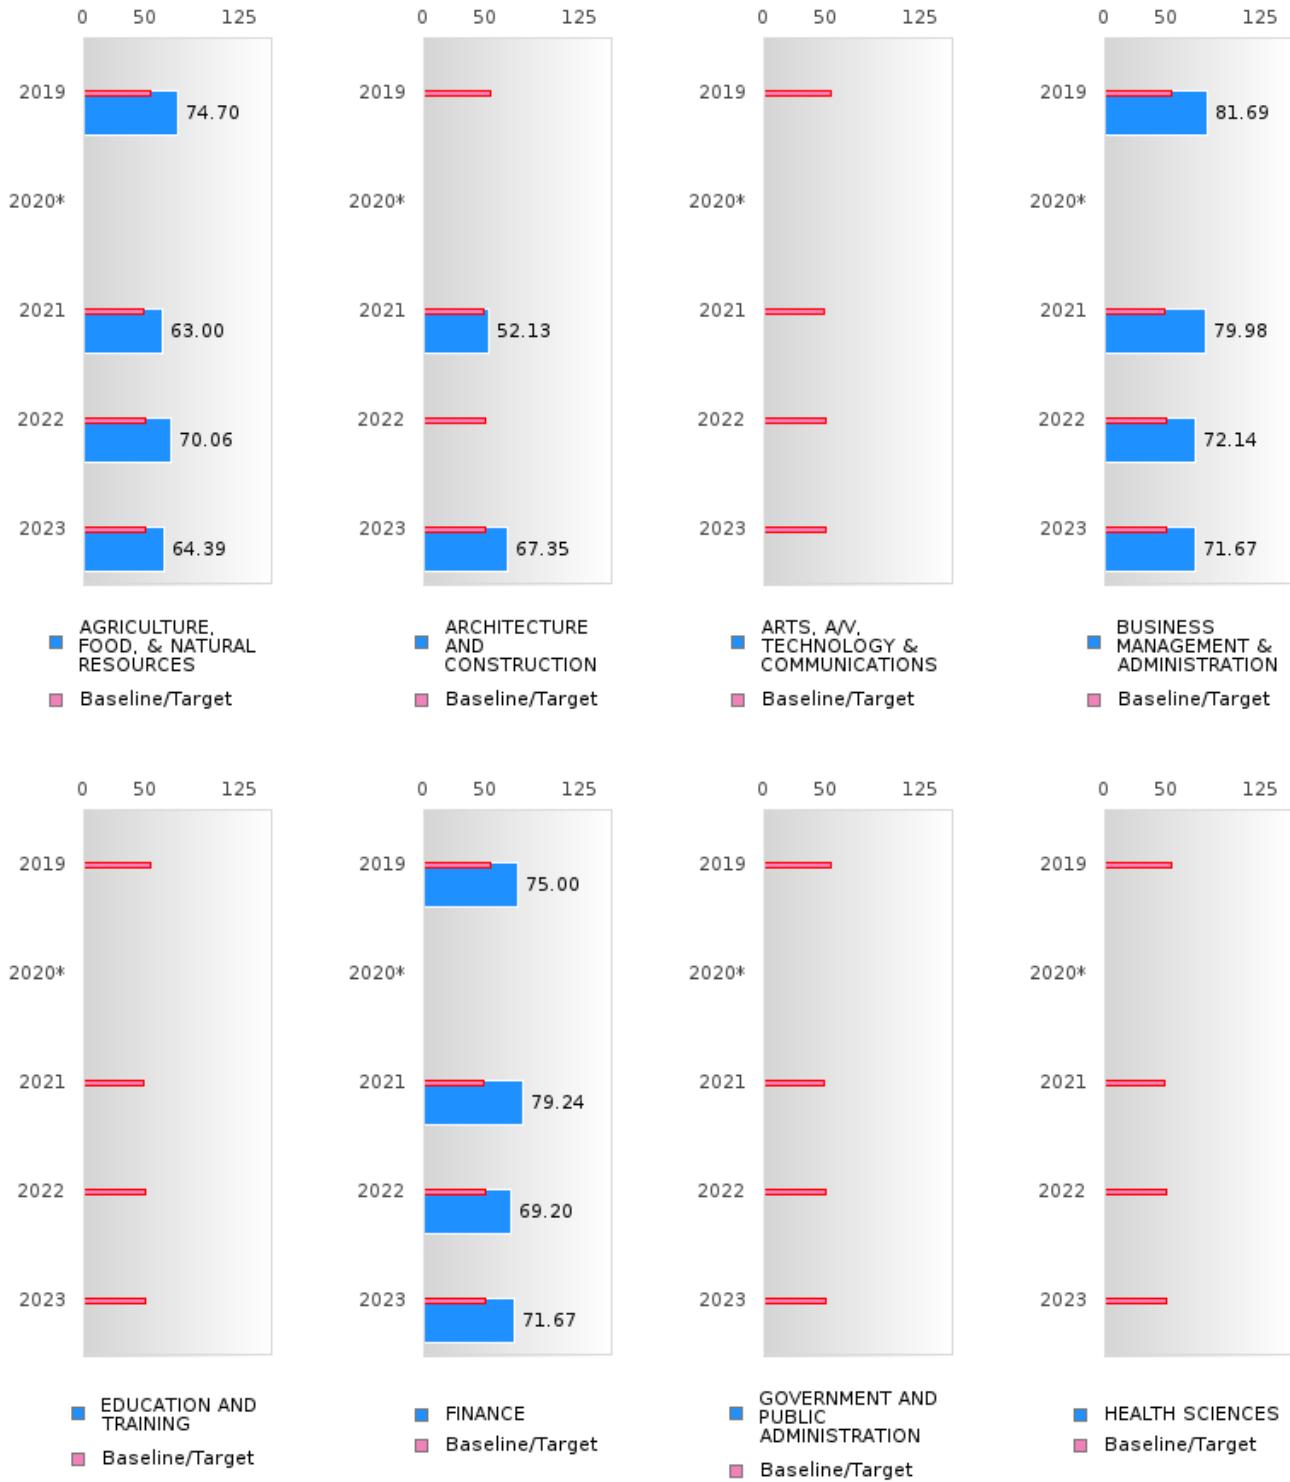 0 50 125
2019
74.70
2020*
2021
63.00
2022
70.06
2023
64.39
AGRICULTURE,
FOOD, & NATURAL
RESOURCES
Baseline/Target
0 50 125
2019
2020*
2021
52.13
2022
2023
67.35
ARCHITECTURE
AND
CONSTRUCTION
Baseline/Target
0 50 125
2019
2020*
2021
2022
2023
ARTS, A/V,
TECHNOLOGY &
COMMUNICATIONS
Baseline/Target
0 50 125
2019
81.69
2020*
2021
79.98
2022
72.14
2023
71.67
BUSINESS
MANAGEMENT &
ADMINISTRATION
Baseline/Target
0 50 125
2019
2020*
2021
2022
2023
EDUCATION AND
TRAINING
Baseline/Target
0 50 125
2019
75.00
2020*
2021
79.24
2022
69.20
2023
71.67
FINANCE
Baseline/Target
0 50 125
2019
2020*
2021
2022
2023
GOVERNMENT AND
PUBLIC
ADMINISTRATION
Baseline/Target
0 50 125
2019
2020*
2021
2022
2023
HEALTH SCIENCES
Baseline/Target